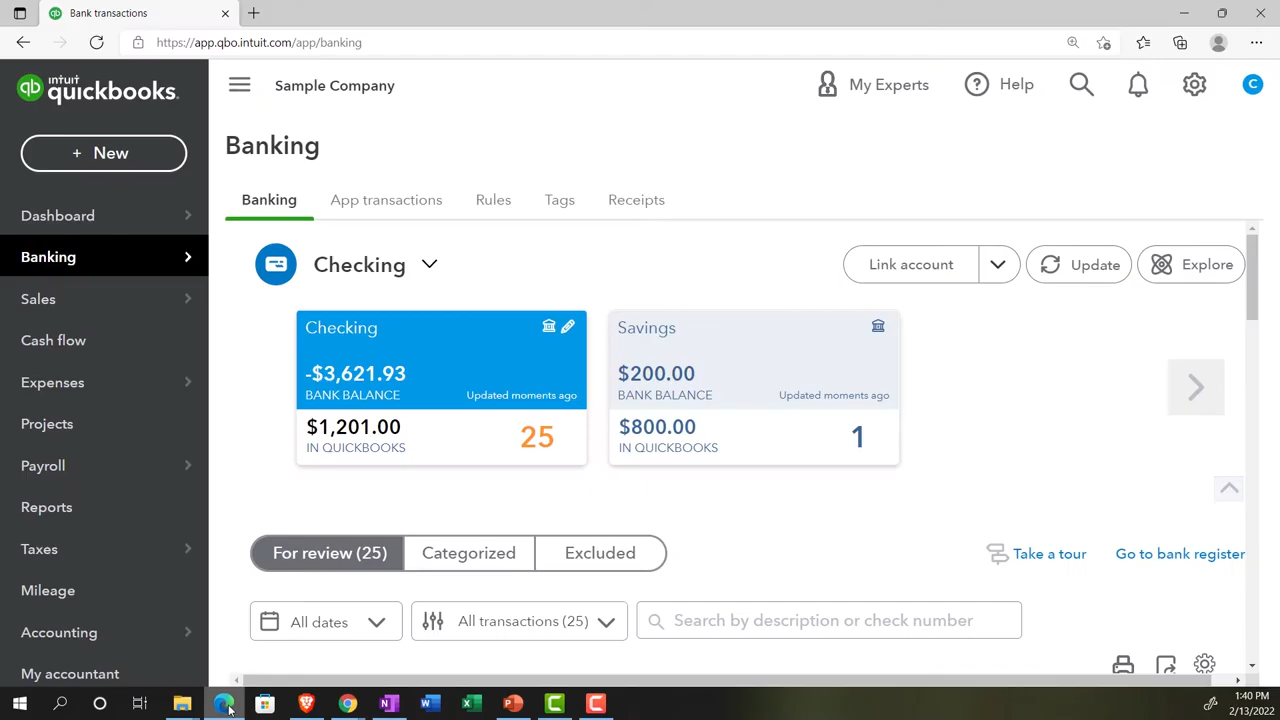 Bank transactions
https://app.qbo.intuit.com/app/banking
qb
intuit
quickbooks.
Sample Company
My Experts
Help
C
+ New
Dashboard
Banking
Sales
Cash flow
Expenses
Projects
Payroll
Reports
Taxes
Mileage
Accounting
My accountant
Banking
Banking
App transactions
Rules
Tags
Receipts
Checking
Link account
Update
Explore
Checking
-$3,621.93
BANK BALANCE
Updated moments ago
$1,201.00
IN QUICKBOOKS
25
Savings
$200.00
BANK BALANCE
Updated moments ago
$800.00
IN QUICKBOOKS
1
For review (25)
Categorized
Excluded
Take a tour
Go to bank register
All dates
All transactions (25)
Search by description or check number
1:40 PM
2/13/2022